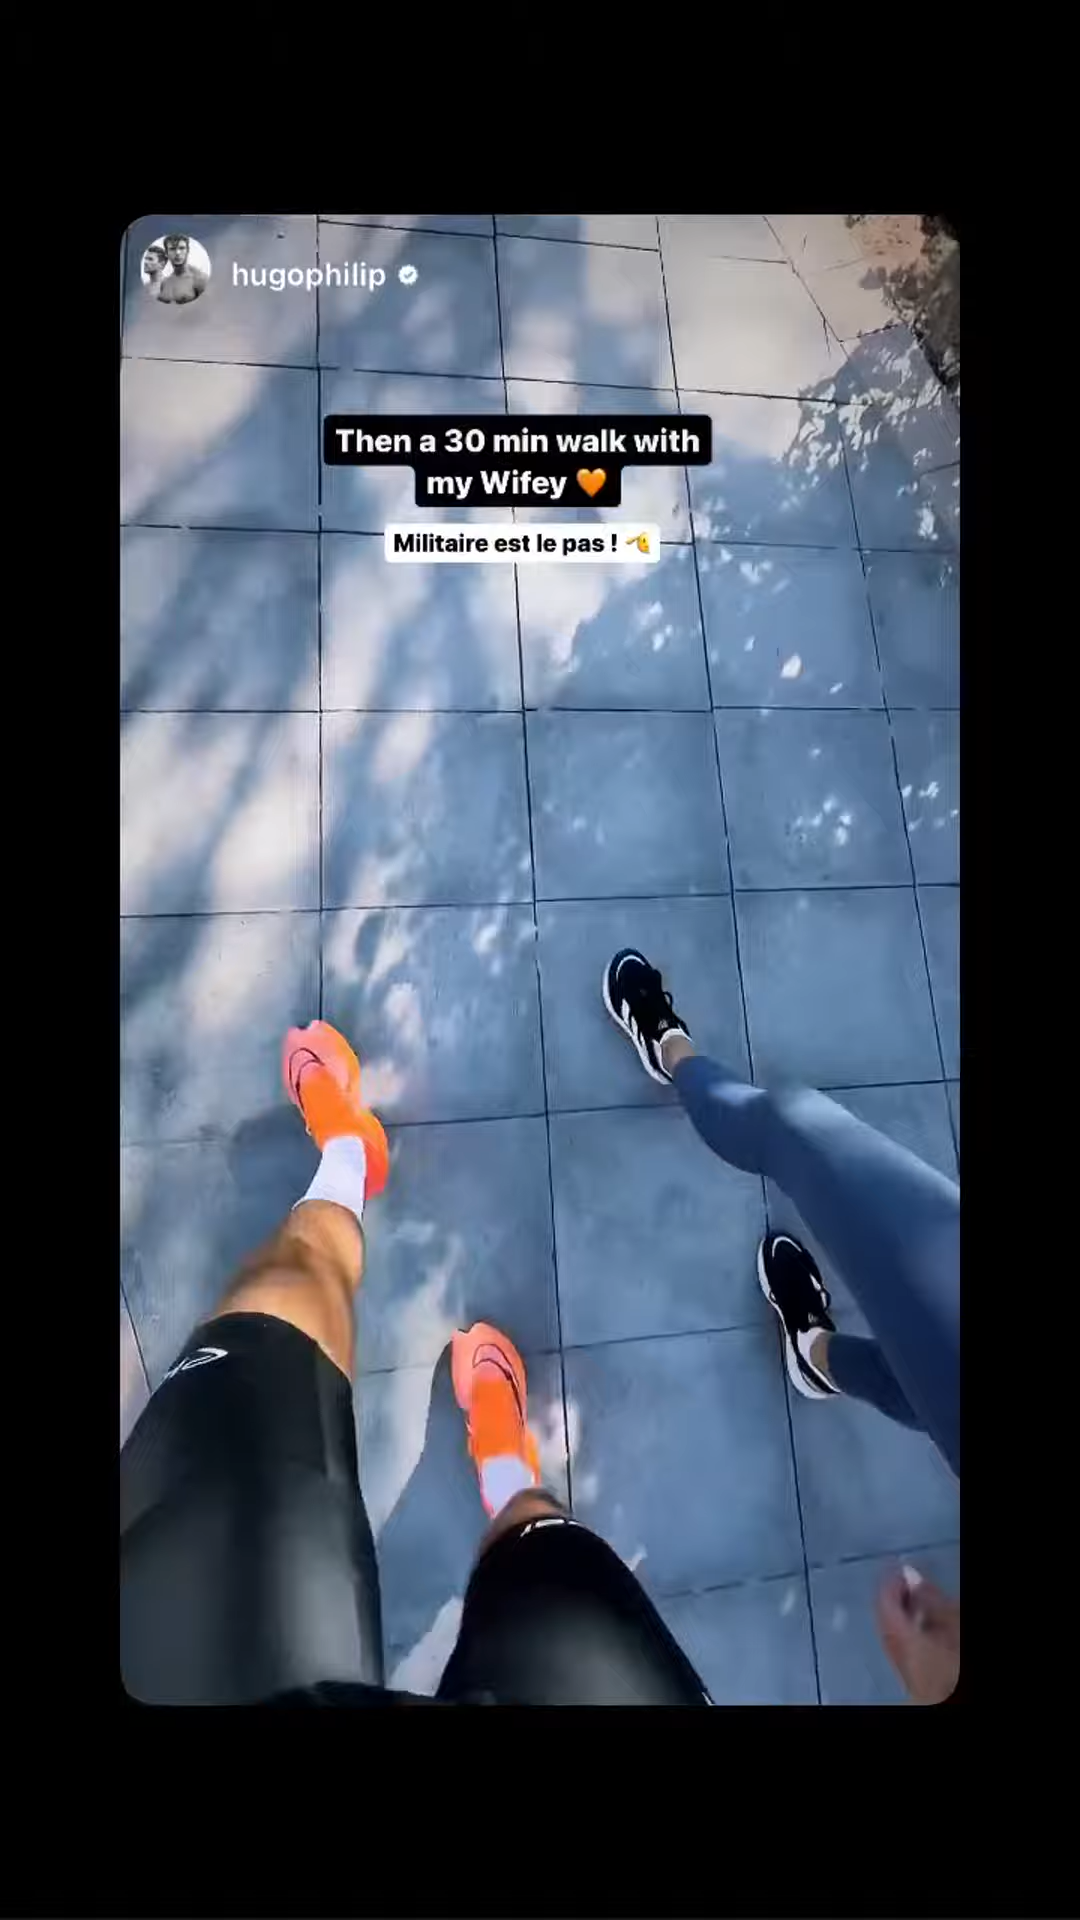 hugophilip
Then a 30 min walk with
my Wifey 🧡
Militaire est le pas ! 🫡